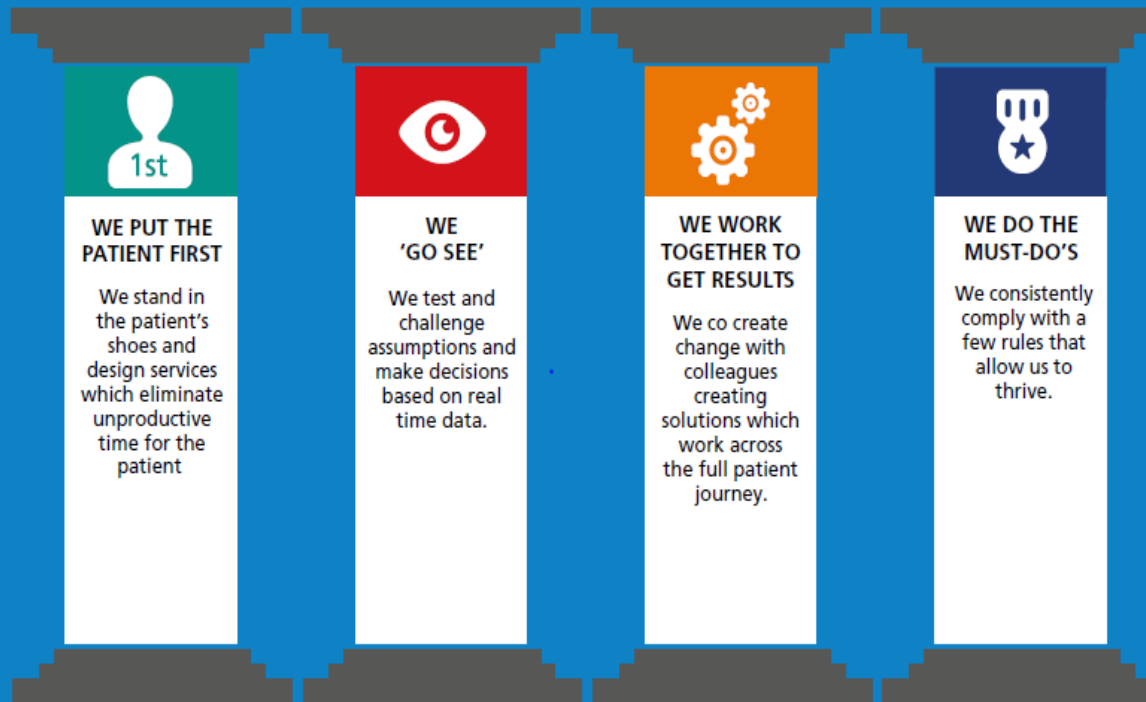 1st
WE PUT THE
PATIENT FIRST
We stand in
the patient’s
shoes and
design services
which eliminate
unproductive
time for the
patient
WE
‘GO SEE’
We test and
challenge
assumptions and
make decisions
based on real
time data.
WE WORK
TOGETHER TO
GET RESULTS
We co create
change with
colleagues
creating
solutions which
work across
the full patient
journey.
WE DO THE
MUST-DO’S
We consistently
comply with a
few rules that
allow us to
thrive.